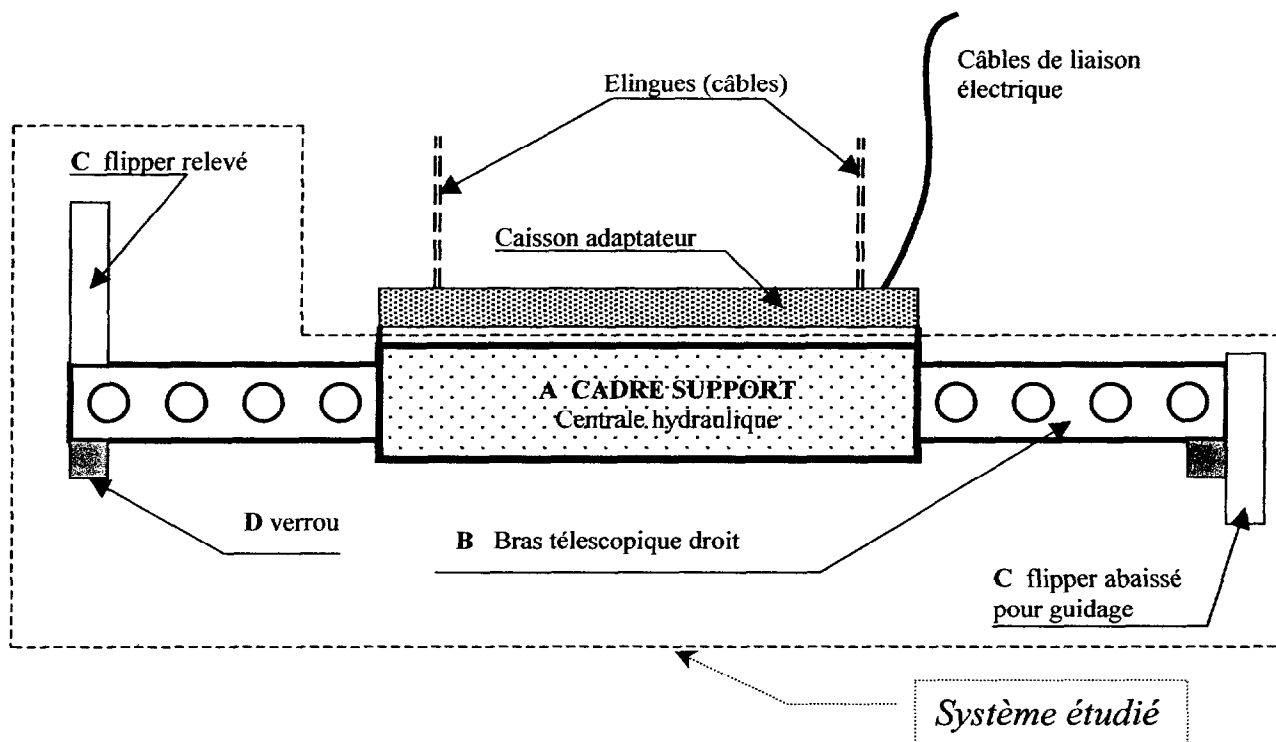 Câbles de liaison
électrique
Elingues (câbles)
C flipper relevé
Caisson adaptateur
A CADRE SUPPORT
Centrale hydraulique
D verrou
B Bras télescopique droit
C flipper abaissé
pour guidage
Système étudié